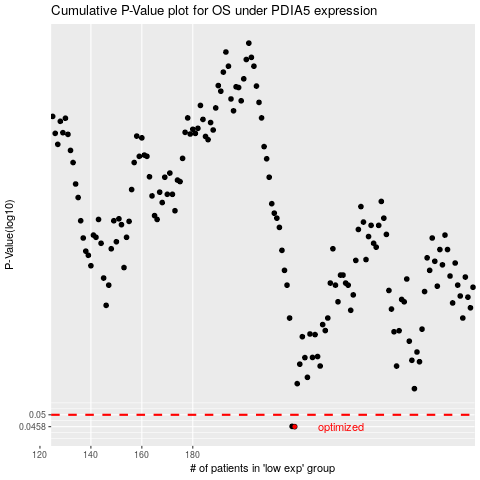 Cumulative P-Value plot for OS under PDIA5 expression
P-Value(log10)
0.05
0.0458
optimized
120 140 160 180
# of patients in 'low exp' group